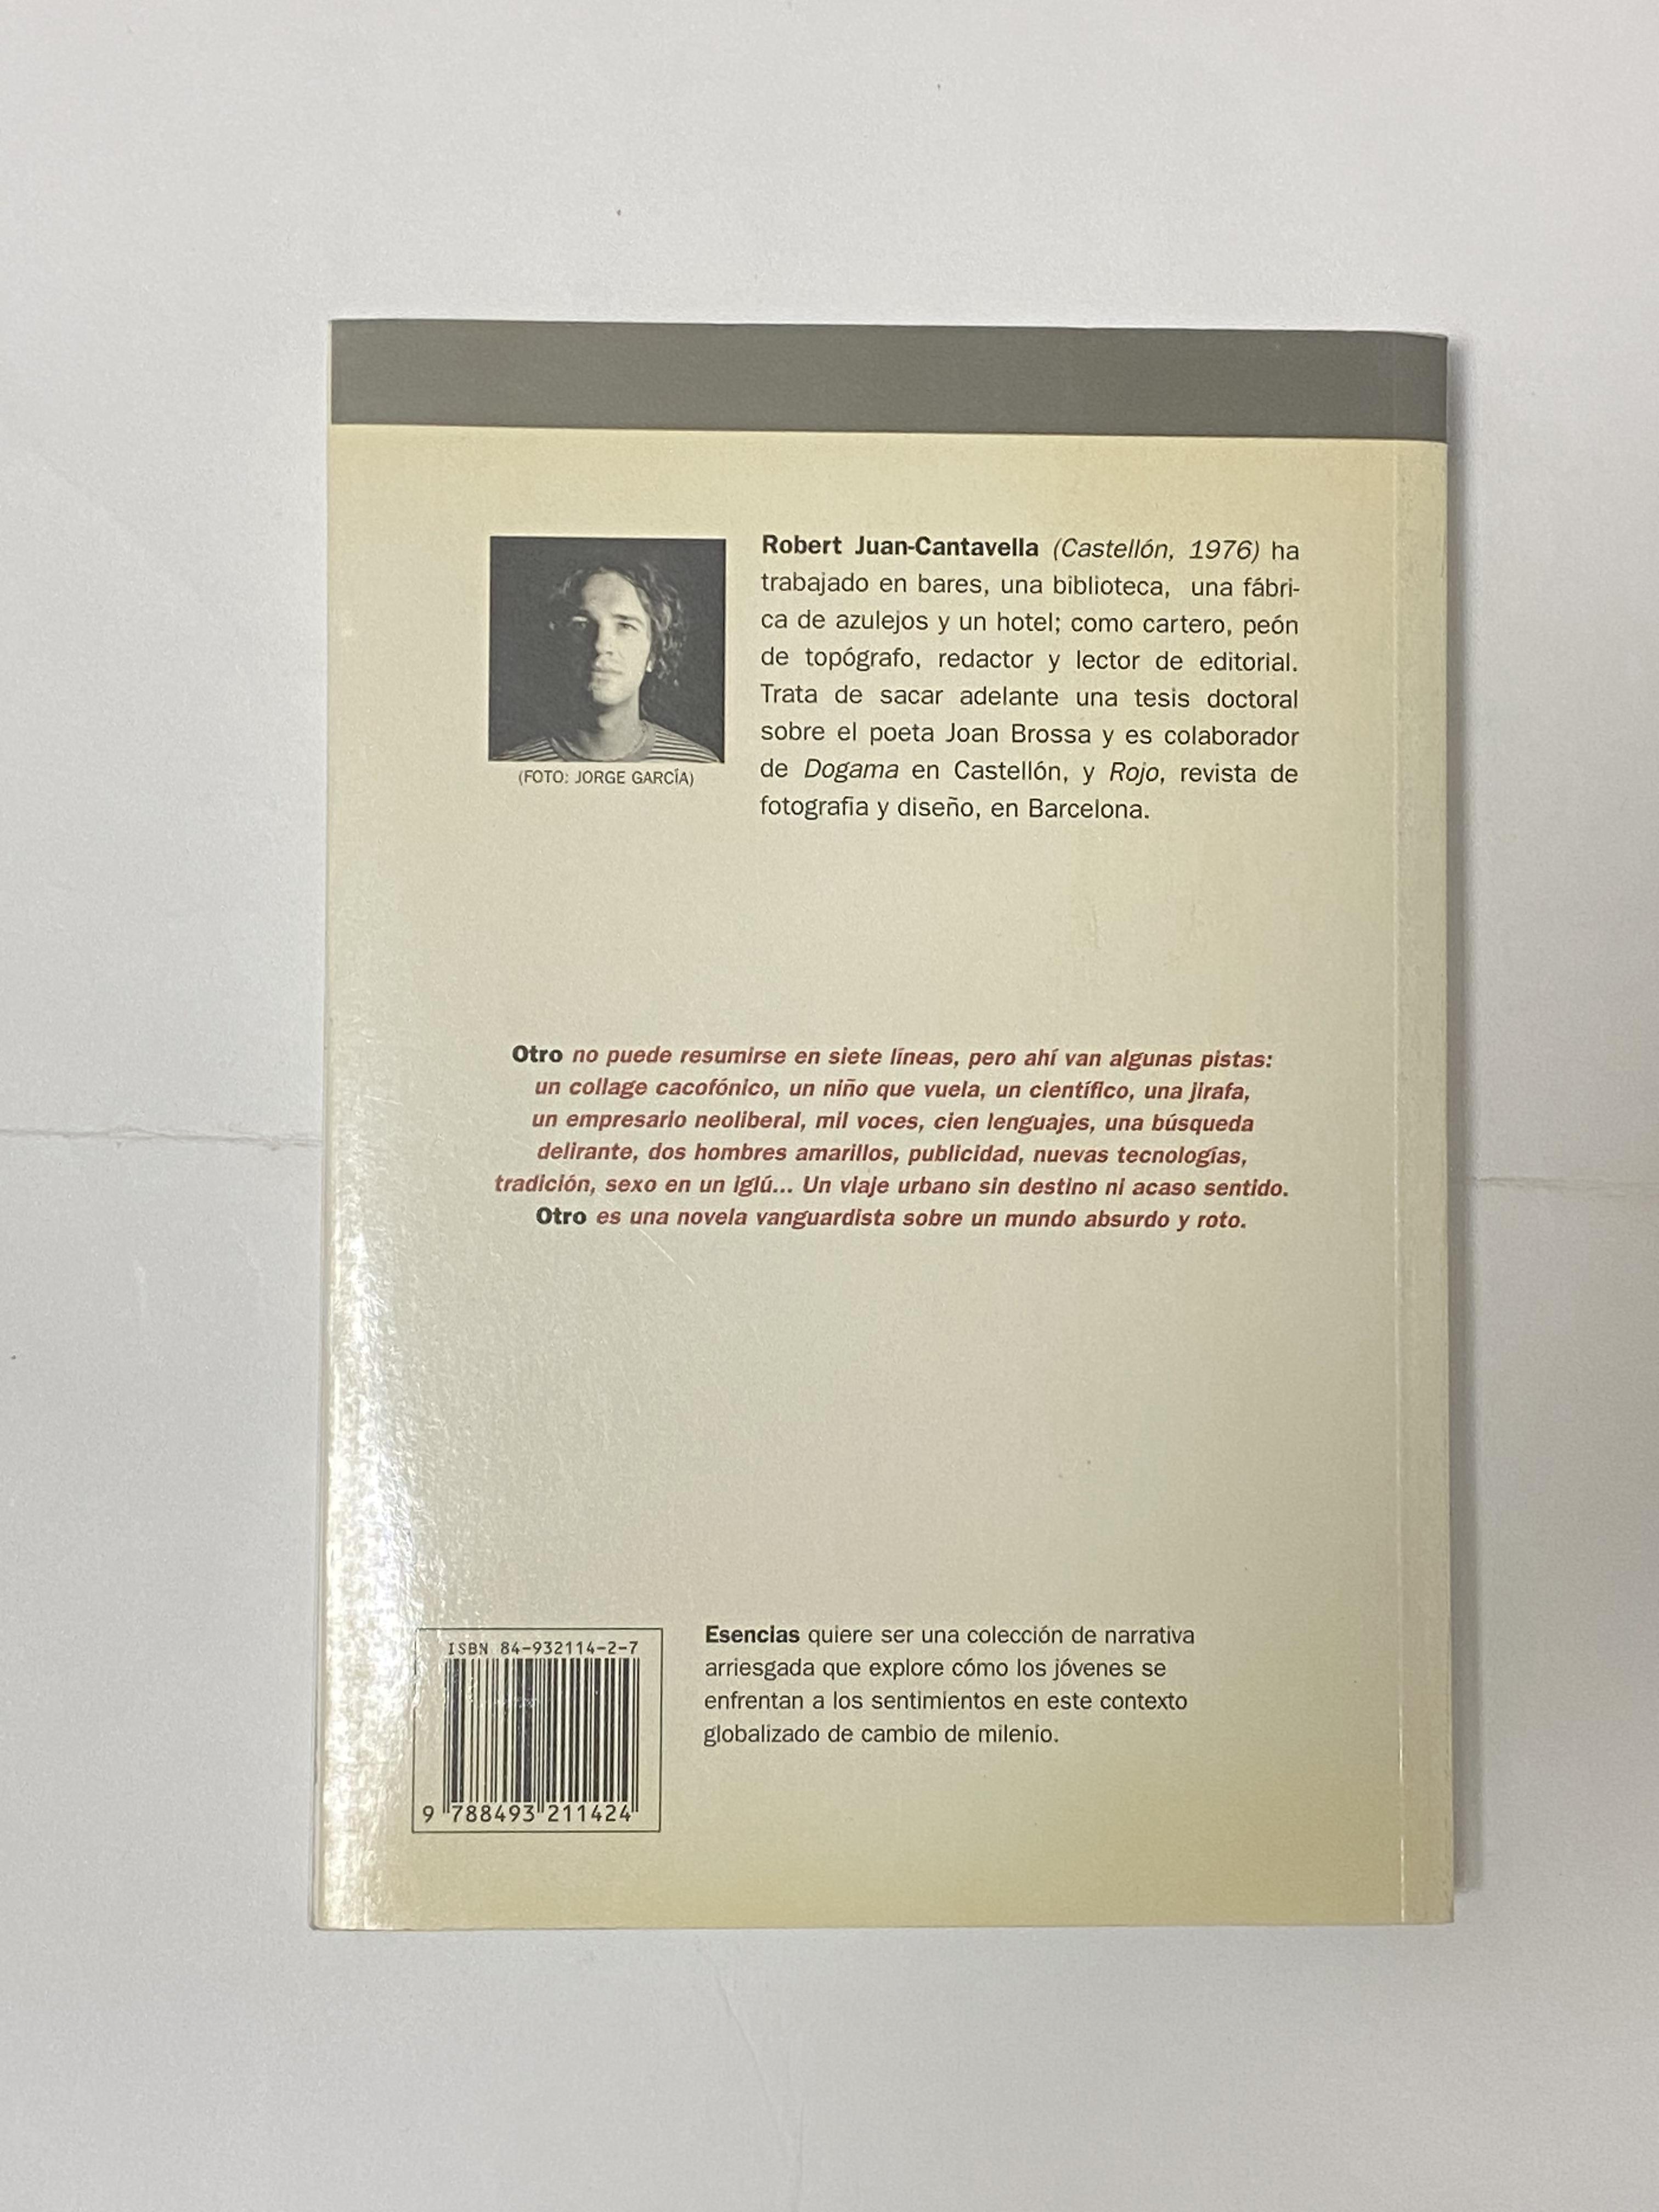 Robert Juan-Cantavella (Castellón, 1976) ha
trabajado en bares, una biblioteca, una fábri-
ca de azulejos y un hotel; como cartero, peón
de topógrafo, redactor y lector de editorial.
Trata de sacar adelante una tesis doctoral
sobre el poeta Joan Brossa y es colaborador
de Dogama en Castellón, y Rojo, revista de
fotografia y diseño, en Barcelona.
(FOTO: JORGE GARCÍA)
Otro no puede resumirse en siete líneas, pero ahí van algunas pistas:
un collage cacofónico, un niño que vuela, un científico, una jirafa,
un empresario neoliberal, mil voces, cien lenguajes, una búsqueda
delirante, dos hombres amarillos, publicidad, nuevas tecnologías,
tradición, sexo en un iglú... Un viaje urbano sin destino ni acaso sentido.
Otro es una novela vanguardista sobre un mundo absurdo y roto.
ISBN 84-932114-2-7
9 788493 211424
Esencias quiere ser una colección de narrativa
arriesgada que explore cómo los jóvenes se
enfrentan a los sentimientos en este contexto
globalizado de cambio de milenio.